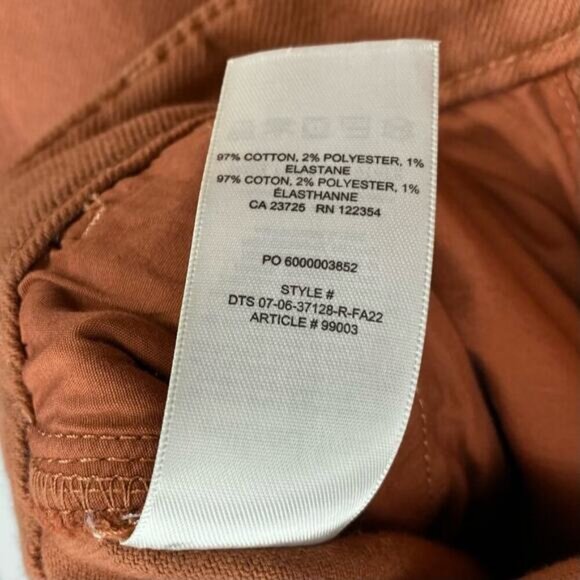 97% COTTON, 2% POLYESTER, 1%
ELASTANE
97% COTON, 2% POLYESTER, 1%
ÉLASTHANNE
CA 23725 RN 122354
PO 6000003852
STYLE #
DTS 07-06-37128-R-FA22
ARTICLE # 99003